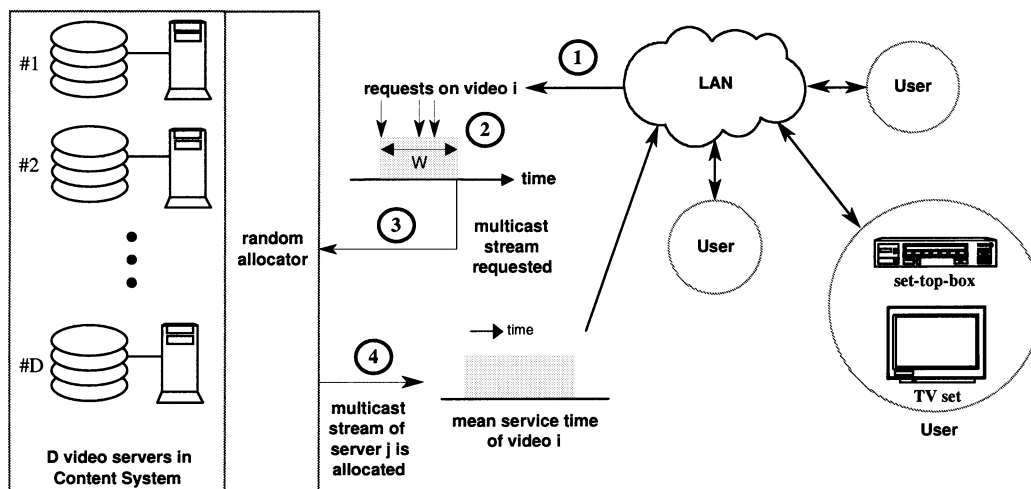 #1
#2
#D
D video servers in
Content System
random
allocator
1
requests on video i
2
W
time
3
multicast
stream
requested
4
multicast
stream of
server j is
allocated
time
mean service time
of video i
LAN
User
User
set-top-box
TV set
User